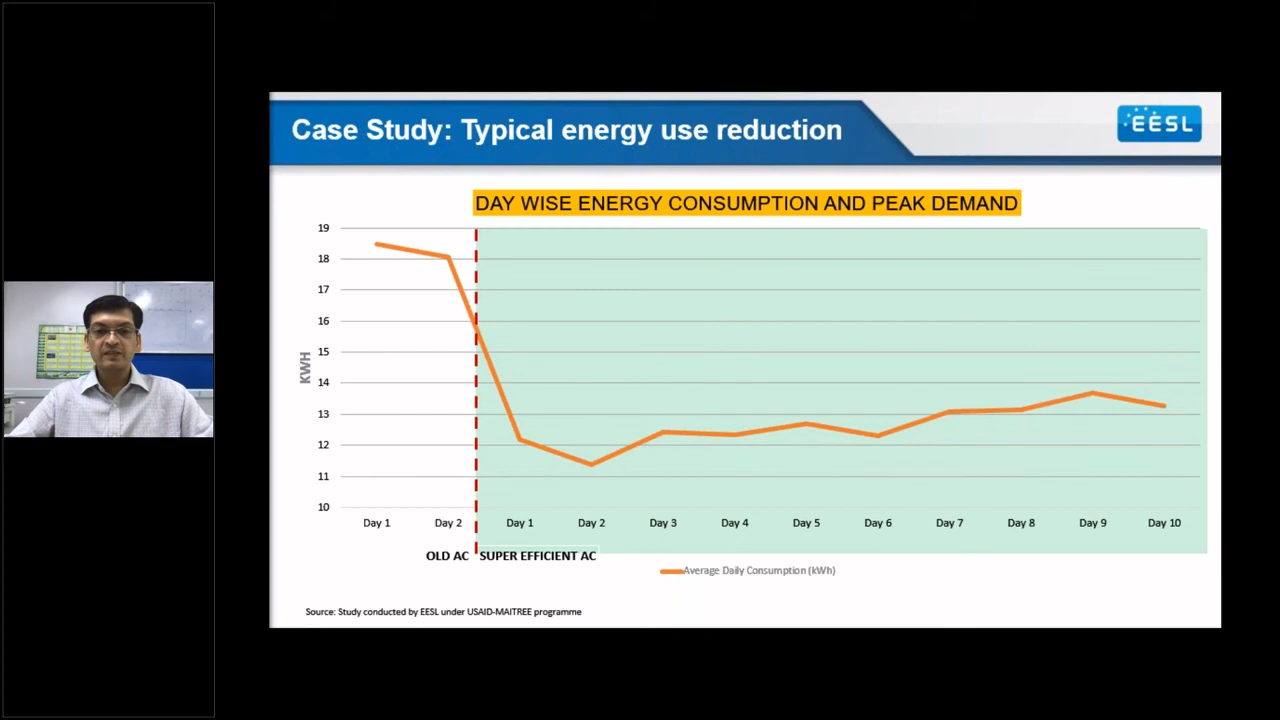 Case Study: Typical energy use reduction
EESL
DAY WISE ENERGY CONSUMPTION AND PEAK DEMAND
19
18
17
16
15
14
13
12
11
10
KWH
Day 1 Day 2 Day 1 Day 2 Day 3 Day 4 Day 5 Day 6 Day 7 Day 8 Day 9 Day 10
OLD AC SUPER EFFICIENT AC
Average Daily Consumption (kWh)
Source: Study conducted by EESL under USAID-MAITREE programme